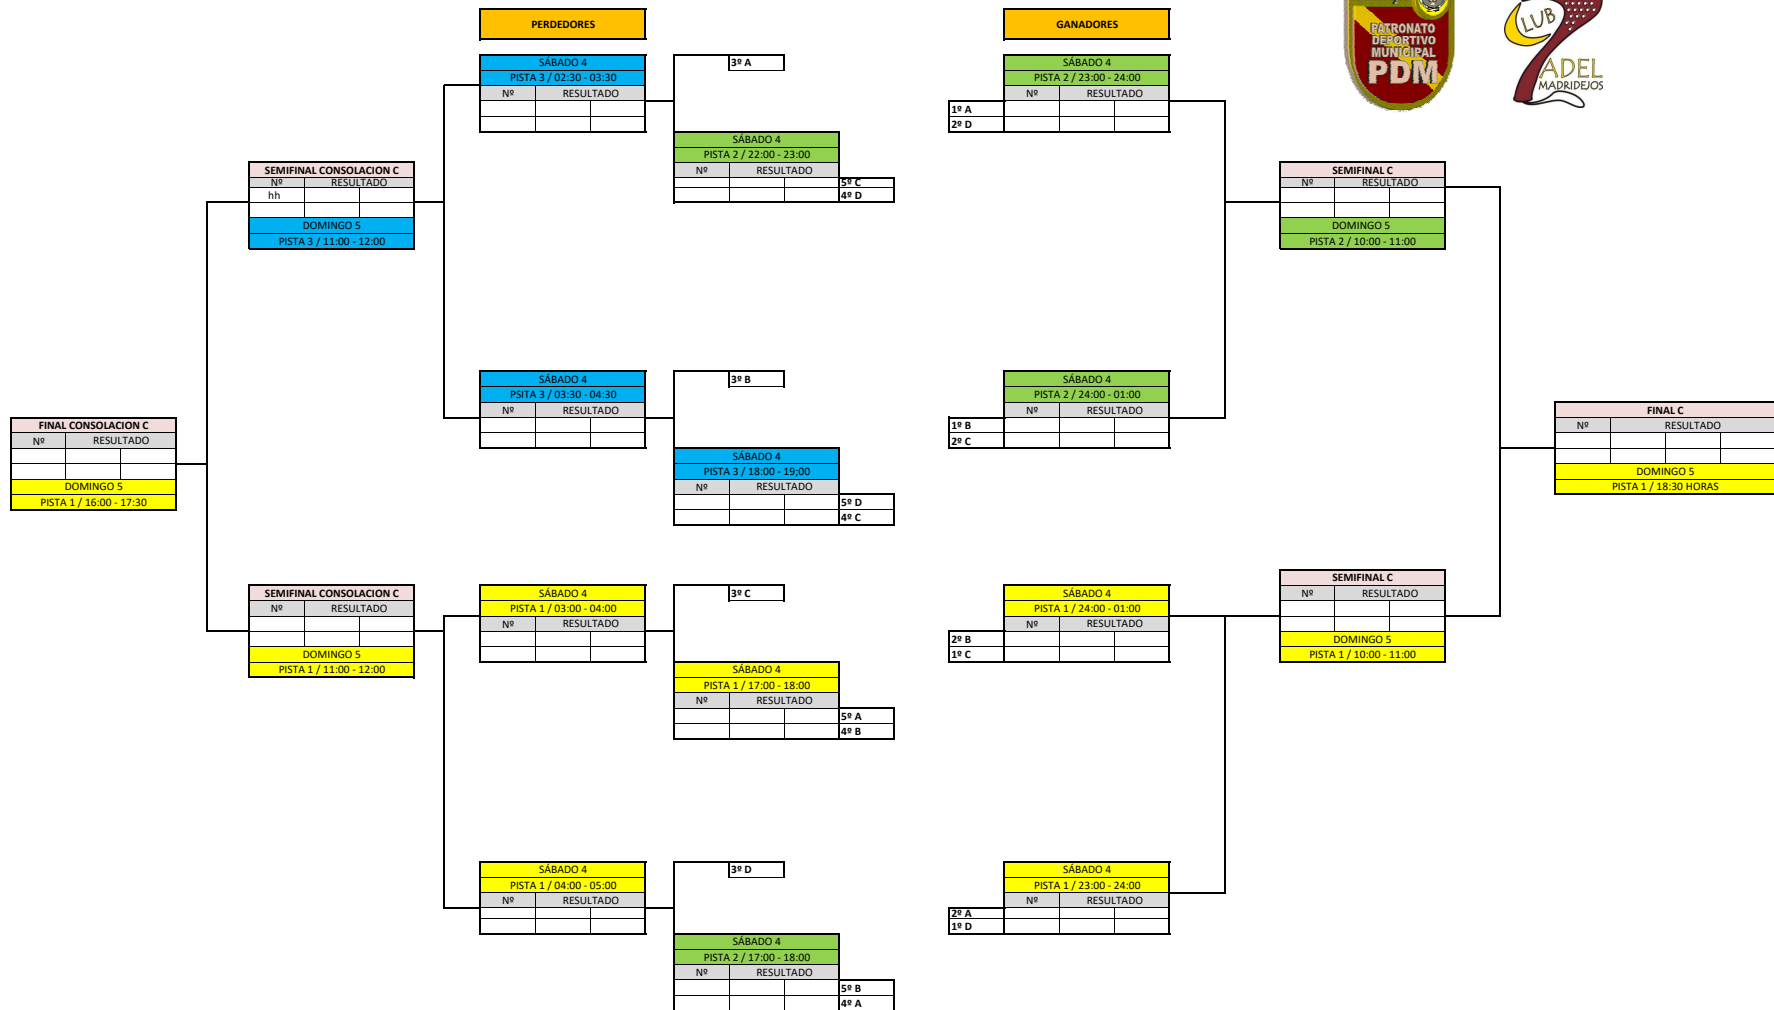 PERDEDORES
GANADORES
PATRONATO
DEPORTIVO
MUNICIPAL
PDM
CLUB
PADEL
MADRIDEJOS
SÁBADO 4
PISTA 3 / 02:30 - 03:30
Nº RESULTADO
3º A
SÁBADO 4
PISTA 2 / 22:00 - 23:00
Nº RESULTADO
5º C
4º D
SÁBADO 4
PISTA 2 / 23:00 - 24:00
Nº RESULTADO
1º A
2º D
SEMIFINAL CONSOLACION C
Nº RESULTADO
hh
DOMINGO 5
PISTA 3 / 11:00 - 12:00
SEMIFINAL C
Nº RESULTADO
DOMINGO 5
PISTA 2 / 10:00 - 11:00
SÁBADO 4
PSITA 3 / 03:30 - 04:30
Nº RESULTADO
3º B
SÁBADO 4
PISTA 3 / 18:00 - 19;00
Nº RESULTADO
5º D
4º C
SÁBADO 4
PISTA 2 / 24:00 - 01:00
Nº RESULTADO
1º B
2º C
FINAL CONSOLACION C
Nº RESULTADO
DOMINGO 5
PISTA 1 / 16:00 - 17:30
FINAL C
Nº RESULTADO
DOMINGO 5
PISTA 1 / 18:30 HORAS
SEMIFINAL CONSOLACION C
Nº RESULTADO
DOMINGO 5
PISTA 1 / 11:00 - 12:00
SÁBADO 4
PISTA 1 / 03:00 - 04:00
Nº RESULTADO
3º C
SÁBADO 4
PISTA 1 / 17:00 - 18:00
Nº RESULTADO
5º A
4º B
SÁBADO 4
PISTA 1 / 24:00 - 01:00
Nº RESULTADO
2º B
1º C
SEMIFINAL C
Nº RESULTADO
DOMINGO 5
PISTA 1 / 10:00 - 11:00
SÁBADO 4
PISTA 1 / 04:00 - 05:00
Nº RESULTADO
3º D
SÁBADO 4
PISTA 2 / 17:00 - 18:00
Nº RESULTADO
5º B
4º A
SÁBADO 4
PISTA 1 / 23:00 - 24:00
Nº RESULTADO
2º A
1º D